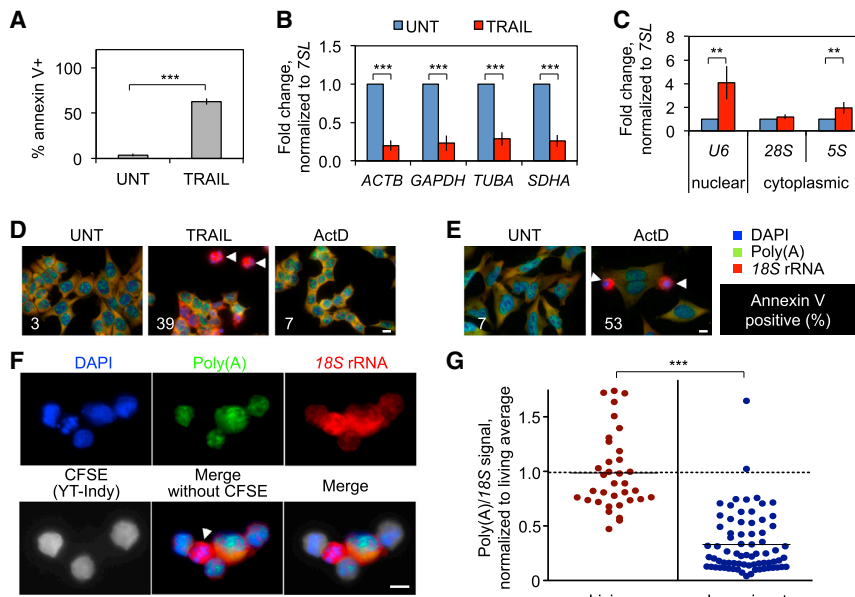 A
% annexin V+
100
50
0
***
UNT TRAIL
B
UNT TRAIL
Fold change,
normalized to 7SL
1.5
1.0
0.5
0.0
*** *** *** ***
ACTB GAPDH TUBA SDHA
C
Fold change,
normalized to 7SL
8
6
4
2
0
** **
U6 28S 5S
nuclear cytoplasmic
D
UNT TRAIL ActD
3 39 7
E
UNT ActD
7 53
DAPI
Poly(A)
18S rRNA
Annexin V
positive (%)
F
DAPI Poly(A) 18S rRNA
CFSE
(YT-Indy)
Merge
without CFSE
Merge
G
***
Poly(A)/18S signal,
normalized to living average
1.5
1.0
0.5
0